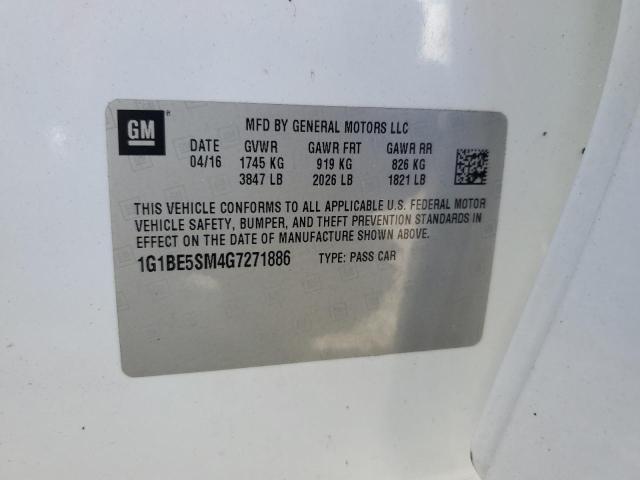 GM
MFD BY GENERAL MOTORS LLC
DATE GVWR GAWR FRT GAWR RR
04/16 1745 KG 919 KG 826 KG
3847 LB 2026 LB 1821 LB
THIS VEHICLE CONFORMS TO ALL APPLICABLE U.S. FEDERAL MOTOR
VEHICLE SAFETY, BUMPER, AND THEFT PREVENTION STANDARDS IN
EFFECT ON THE DATE OF MANUFACTURE SHOWN ABOVE.
1G1BE5SM4G7271886 TYPE: PASS CAR